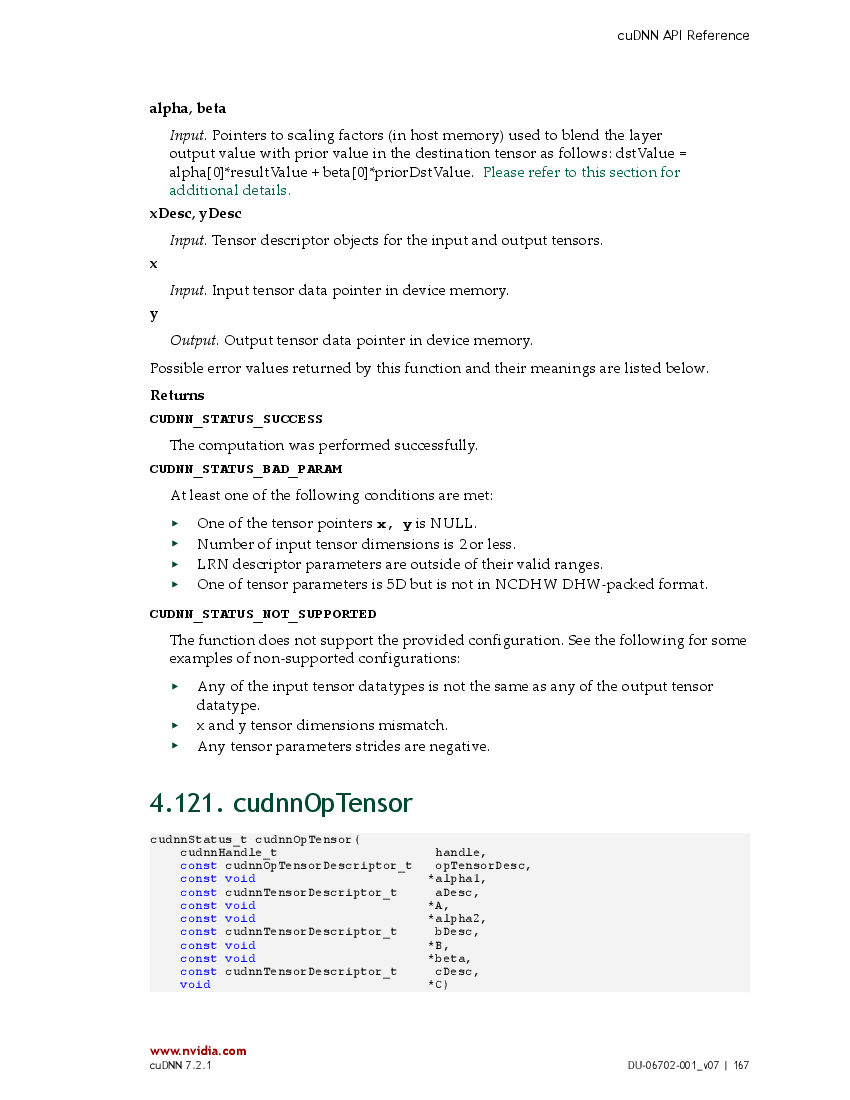 cuDNN API Reference
alpha, beta
Input. Pointers to scaling factors (in host memory) used to blend the layer
output value with prior value in the destination tensor as follows: dstValue =
alpha[0]*resultValue + beta[0]*priorDstValue. Please refer to this section for
additional details.
xDesc, yDesc
Input. Tensor descriptor objects for the input and output tensors.
x
Input. Input tensor data pointer in device memory.
y
Output. Output tensor data pointer in device memory.
Possible error values returned by this function and their meanings are listed below.
Returns
CUDNN_STATUS_SUCCESS
The computation was performed successfully.
CUDNN_STATUS_BAD_PARAM
At least one of the following conditions are met:
▸ One of the tensor pointers x, y is NULL.
▸ Number of input tensor dimensions is 2 or less.
▸ LRN descriptor parameters are outside of their valid ranges.
▸ One of tensor parameters is 5D but is not in NCDHW DHW-packed format.
CUDNN_STATUS_NOT_SUPPORTED
The function does not support the provided configuration. See the following for some
examples of non-supported configurations:
▸ Any of the input tensor datatypes is not the same as any of the output tensor
datatype.
▸ x and y tensor dimensions mismatch.
▸ Any tensor parameters strides are negative.
4.121. cudnnOpTensor
cudnnStatus_t cudnnOpTensor(
cudnnHandle_t handle,
const cudnnOpTensorDescriptor_t opTensorDesc,
const void *alpha1,
const cudnnTensorDescriptor_t aDesc,
const void *A,
const void *alpha2,
const cudnnTensorDescriptor_t bDesc,
const void *B,
const void *beta,
const cudnnTensorDescriptor_t cDesc,
void *C)
www.nvidia.com
cuDNN 7.2.1 DU-06702-001_v07 | 167